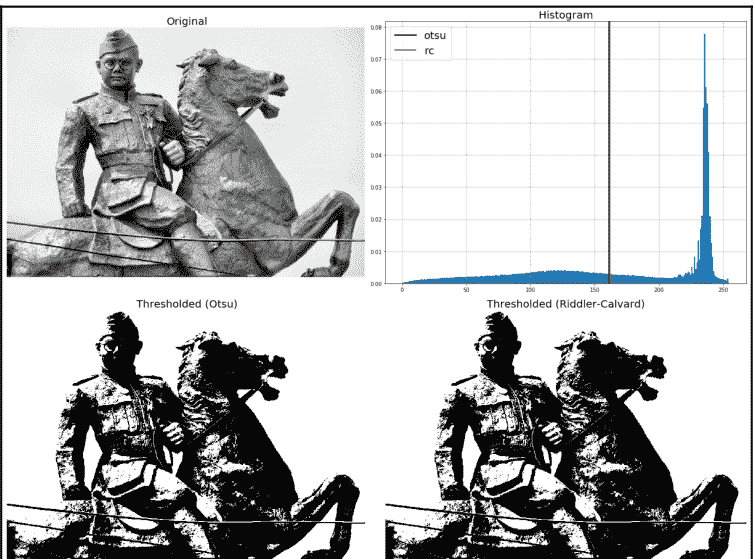 Original
Histogram
otsu
rc
0.08
0.07
0.06
0.05
0.04
0.03
0.02
0.01
0.00
0
50
100
150
200
250
Thresholded (Otsu)
Thresholded (Riddler-Calvard)